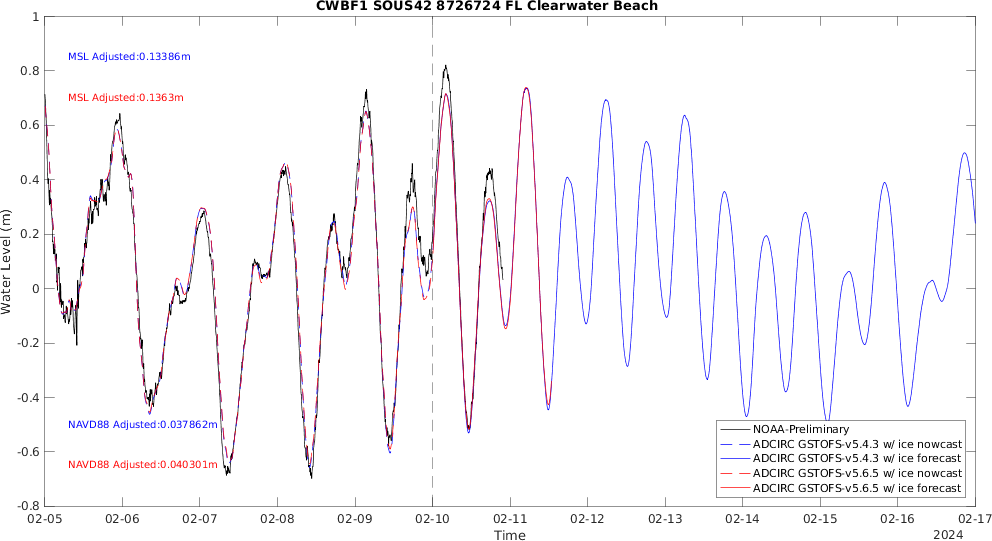 CWBF1 SOUS42 8726724 FL Clearwater Beach
1
0.8
0.6
0.4
0.2
0
-0.2
-0.4
-0.6
-0.8
Water Level (m)
MSL Adjusted:0.13386m
MSL Adjusted:0.1363m
NAVD88 Adjusted:0.037862m
NAVD88 Adjusted:0.040301m
NOAA-Preliminary
ADCIRC GSTOFS-v5.4.3 w/ ice nowcast
ADCIRC GSTOFS-v5.4.3 w/ ice forecast
ADCIRC GSTOFS-v5.6.5 w/ ice nowcast
ADCIRC GSTOFS-v5.6.5 w/ ice forecast
02-05 02-06 02-07 02-08 02-09 02-10 02-11 02-12 02-13 02-14 02-15 02-16 02-17
Time
2024